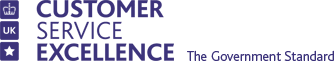 CUSTOMER
UK SERVICE
EXCELLENCE The Government Standard